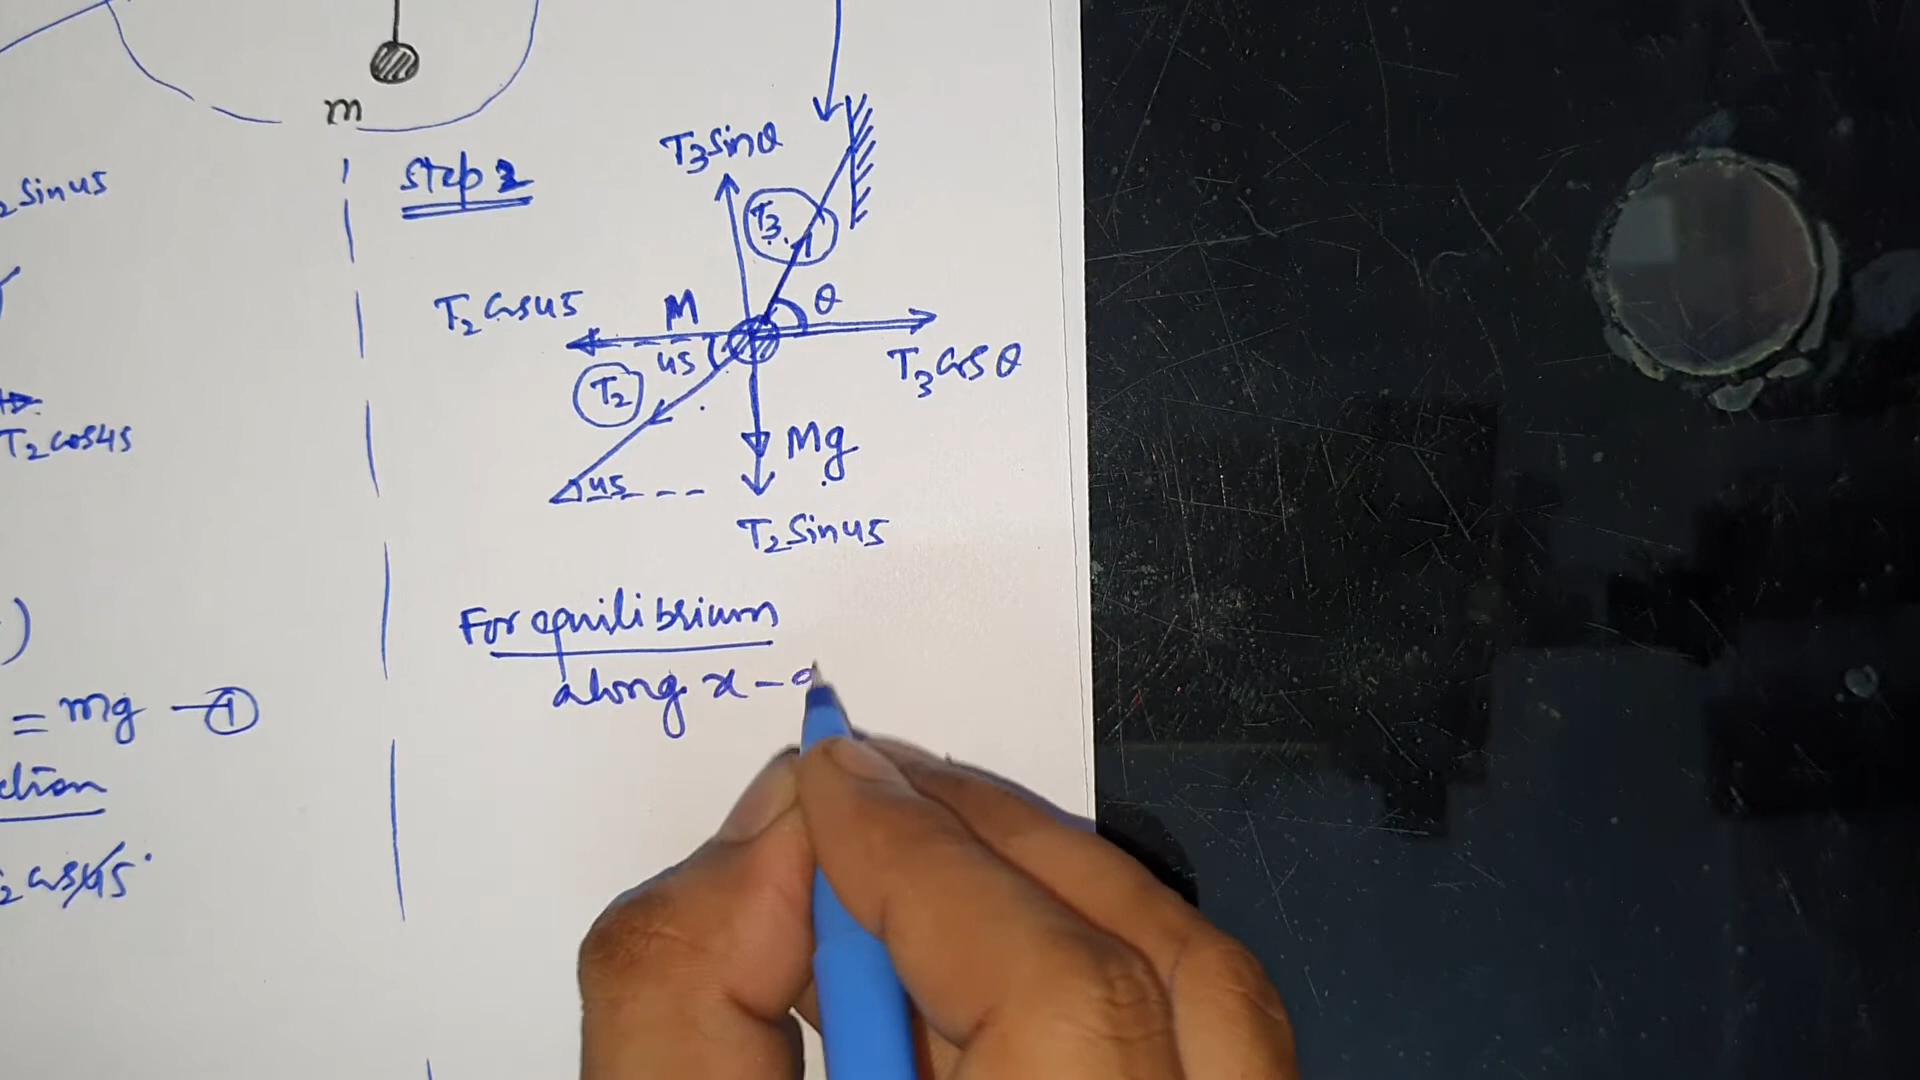 m
2 Sin45
T2 cos45
)
= mg - ①
ction
2 cos45
Step 2
T3 sinθ
T3
T2 cos45
M
θ
45
T2
T3 cos θ
Mg
45
T2 Sin45
For equilibrium
along x-a